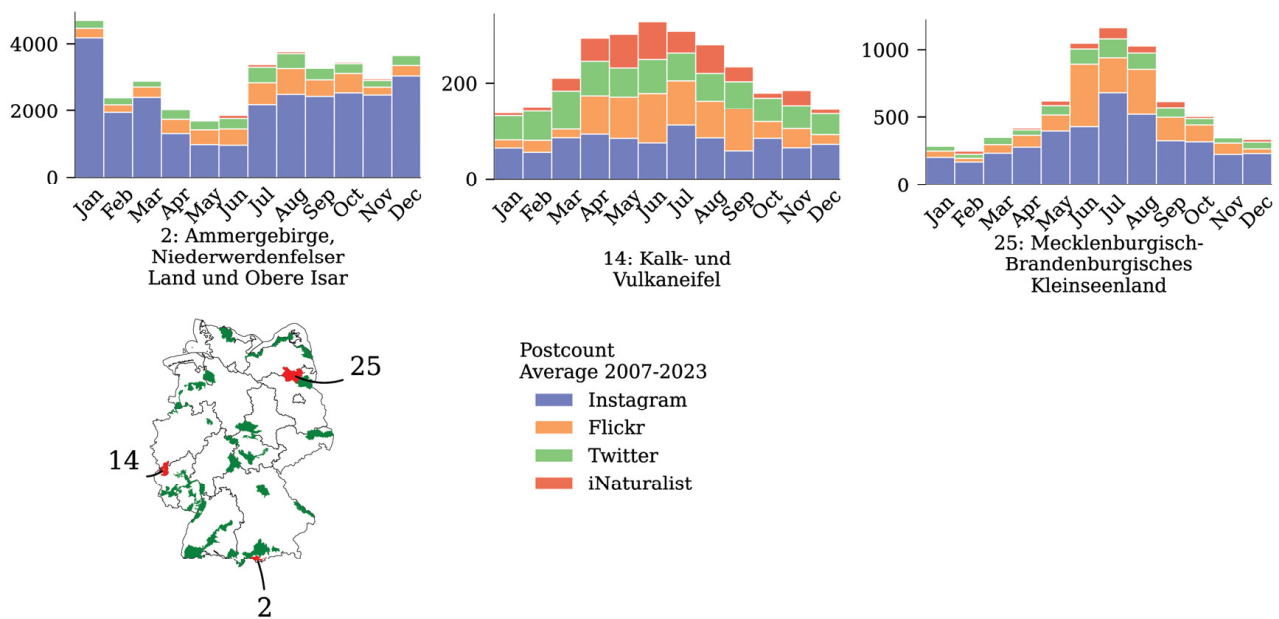 4000
2000
0
Jan Feb Mar Apr May Jun Jul Aug Sep Oct Nov Dec
2: Ammergebirge,
Niederwerdenfelser
Land und Obere Isar
200
0
Jan Feb Mar Apr May Jun Jul Aug Sep Oct Nov Dec
14: Kalk- und
Vulkaneifel
1000
500
0
Jan Feb Mar Apr May Jun Jul Aug Sep Oct Nov Dec
25: Mecklenburgisch-
Brandenburgisches
Kleinseenland
25
14
2
Postcount
Average 2007-2023
Instagram
Flickr
Twitter
iNaturalist